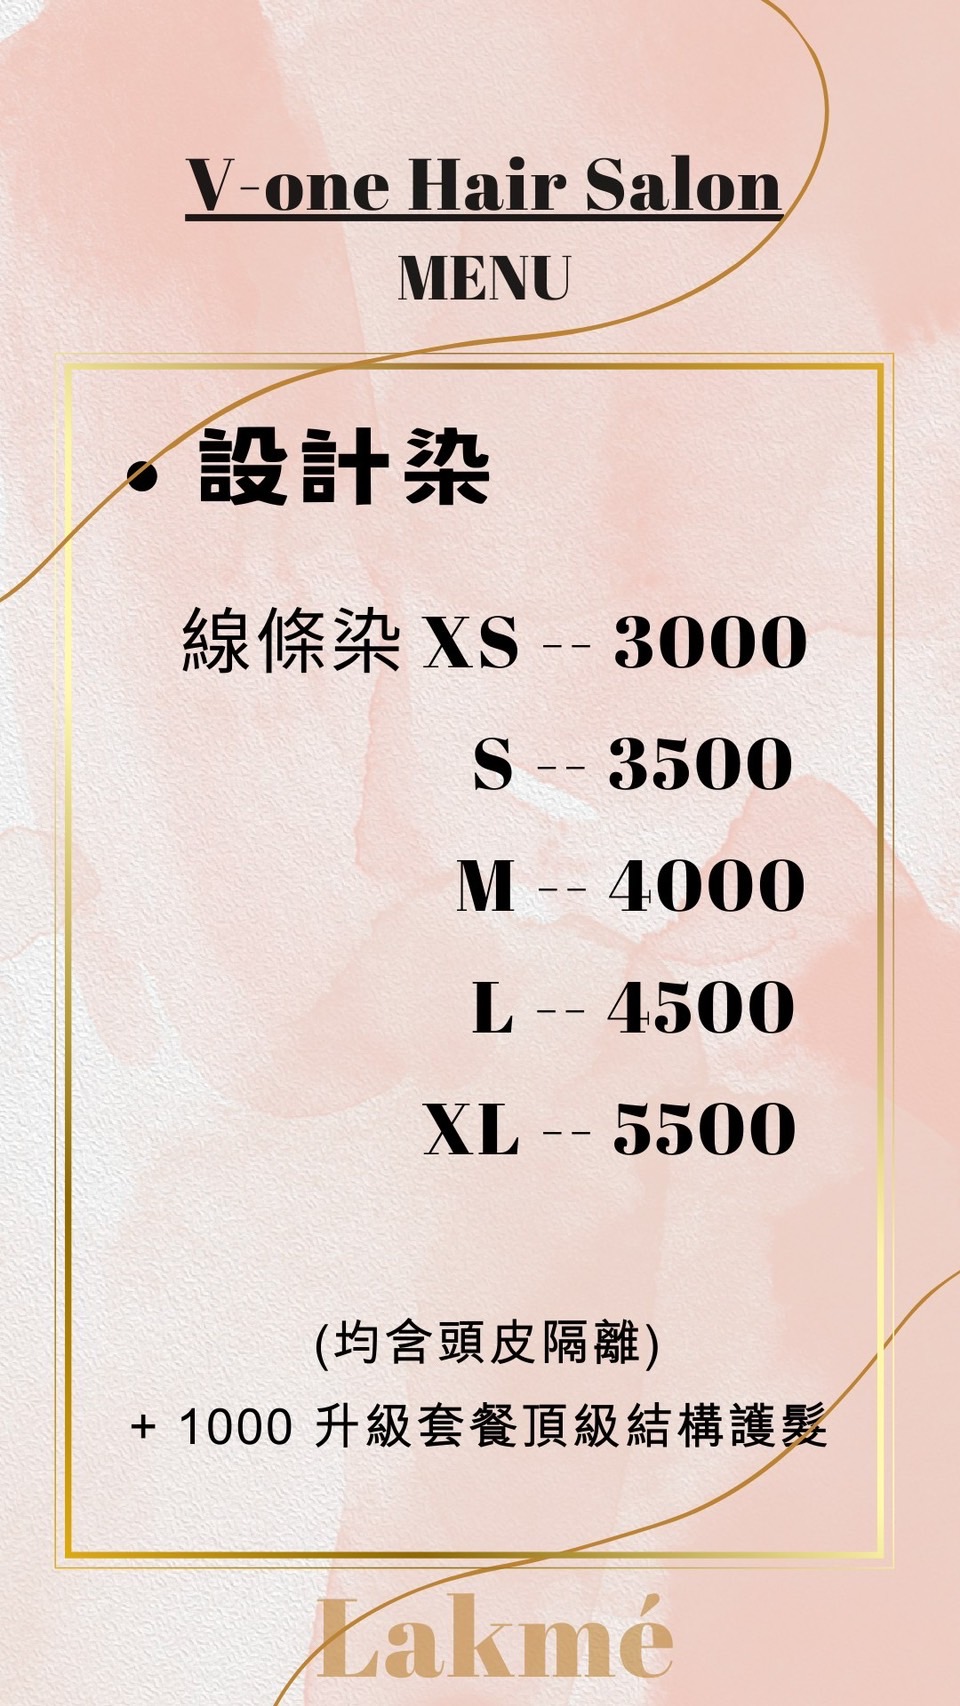 V-one Hair Salon
MENU
• 設計染
線條染 XS -- 3000
S -- 3500
M -- 4000
L -- 4500
XL -- 5500
(均含頭皮隔離)
+ 1000 升級套餐頂級結構護髮
Lakmé